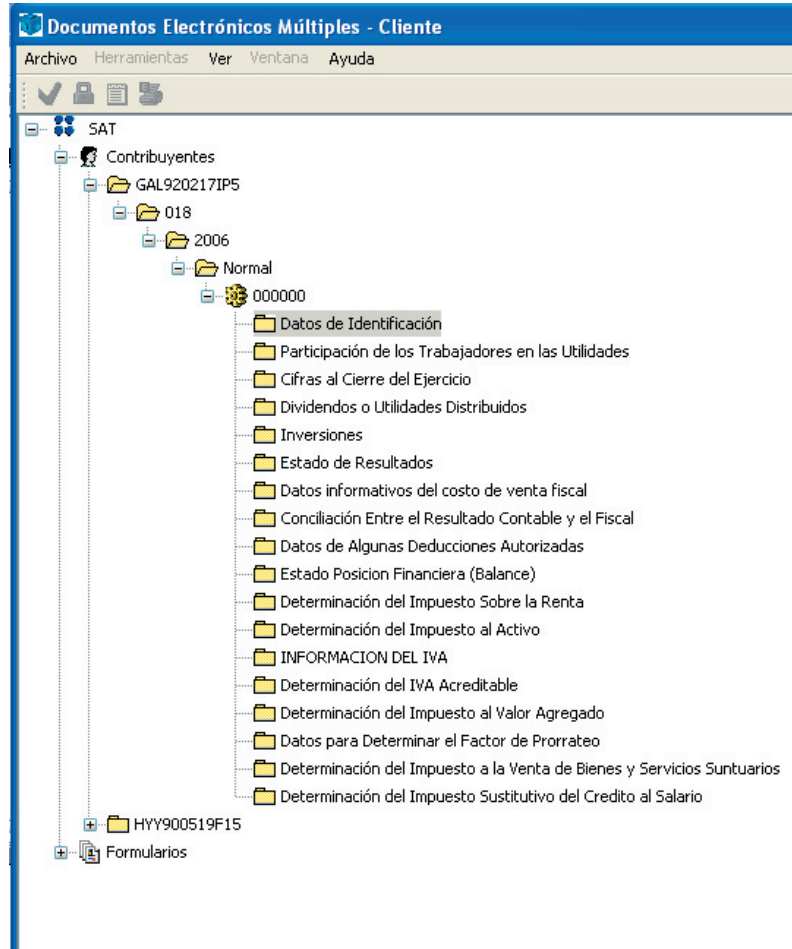 Documentos Electrónicos Múltiples - Cliente
Archivo Herramientas Ver Ventana Ayuda
SAT
Contribuyentes
GAL920217IP5
018
2006
Normal
000000
Datos de Identificación
Participación de los Trabajadores en las Utilidades
Cifras al Cierre del Ejercicio
Dividendos o Utilidades Distribuidos
Inversiones
Estado de Resultados
Datos informativos del costo de venta fiscal
Conciliación Entre el Resultado Contable y el Fiscal
Datos de Algunas Deducciones Autorizadas
Estado Posicion Financiera (Balance)
Determinación del Impuesto Sobre la Renta
Determinación del Impuesto al Activo
INFORMACION DEL IVA
Determinación del IVA Acreditable
Determinación del Impuesto al Valor Agregado
Datos para Determinar el Factor de Prorrateo
Determinación del Impuesto a la Venta de Bienes y Servicios Suntuarios
Determinación del Impuesto Sustitutivo del Credito al Salario
HYY900519F15
Formularios